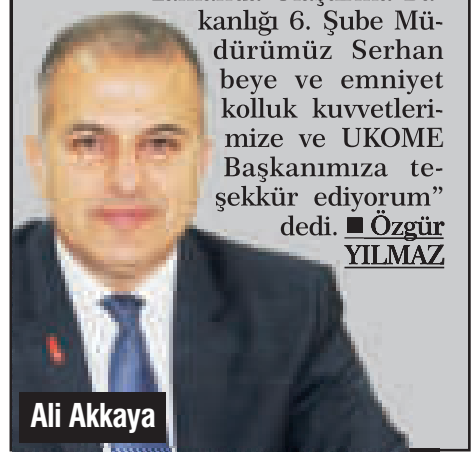 kanlığı 6. Şube Mü-
dürümüz Serhan
beye ve emniyet
kolluk kuvvetleri-
mize ve UKOME
Başkanımıza te-
şekkür ediyorum”
dedi. ■ Özgür
YILMAZ
Ali Akkaya